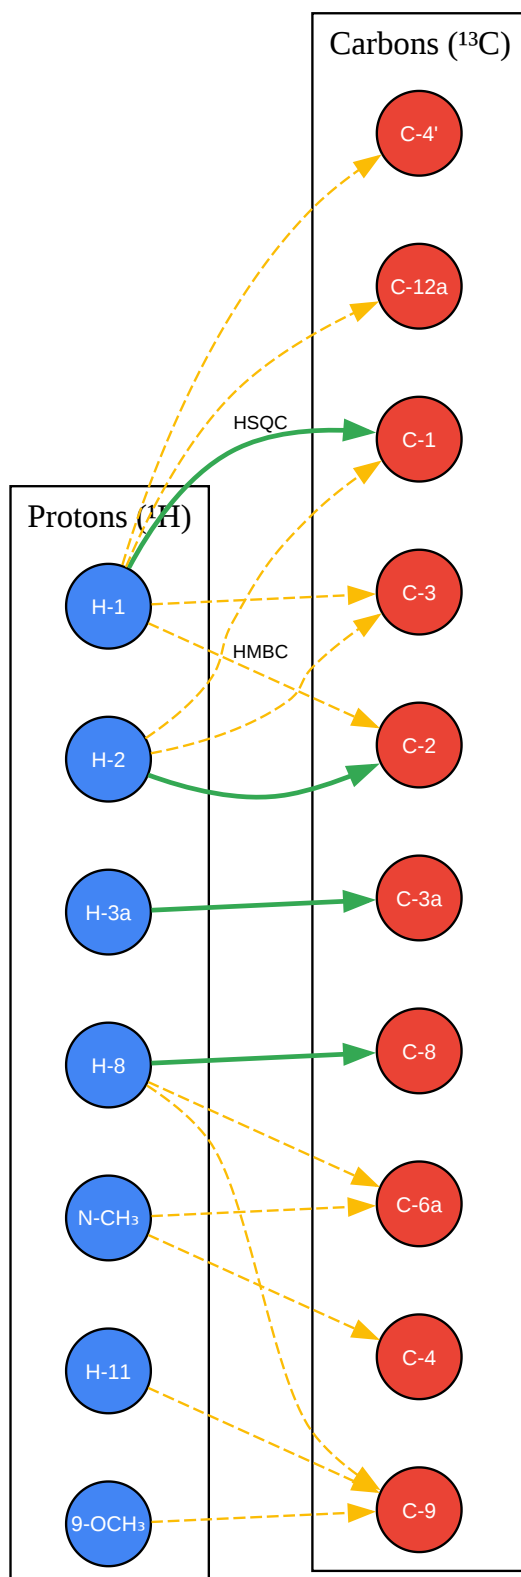 Carbons (¹³C)
C-4'
C-12a
HSQC
C-1
Protons (¹H)
H-1
C-3
HMBC
H-2
C-2
H-3a
C-3a
H-8
C-8
N-CH₃
C-6a
H-11
C-4
9-OCH₃
C-9